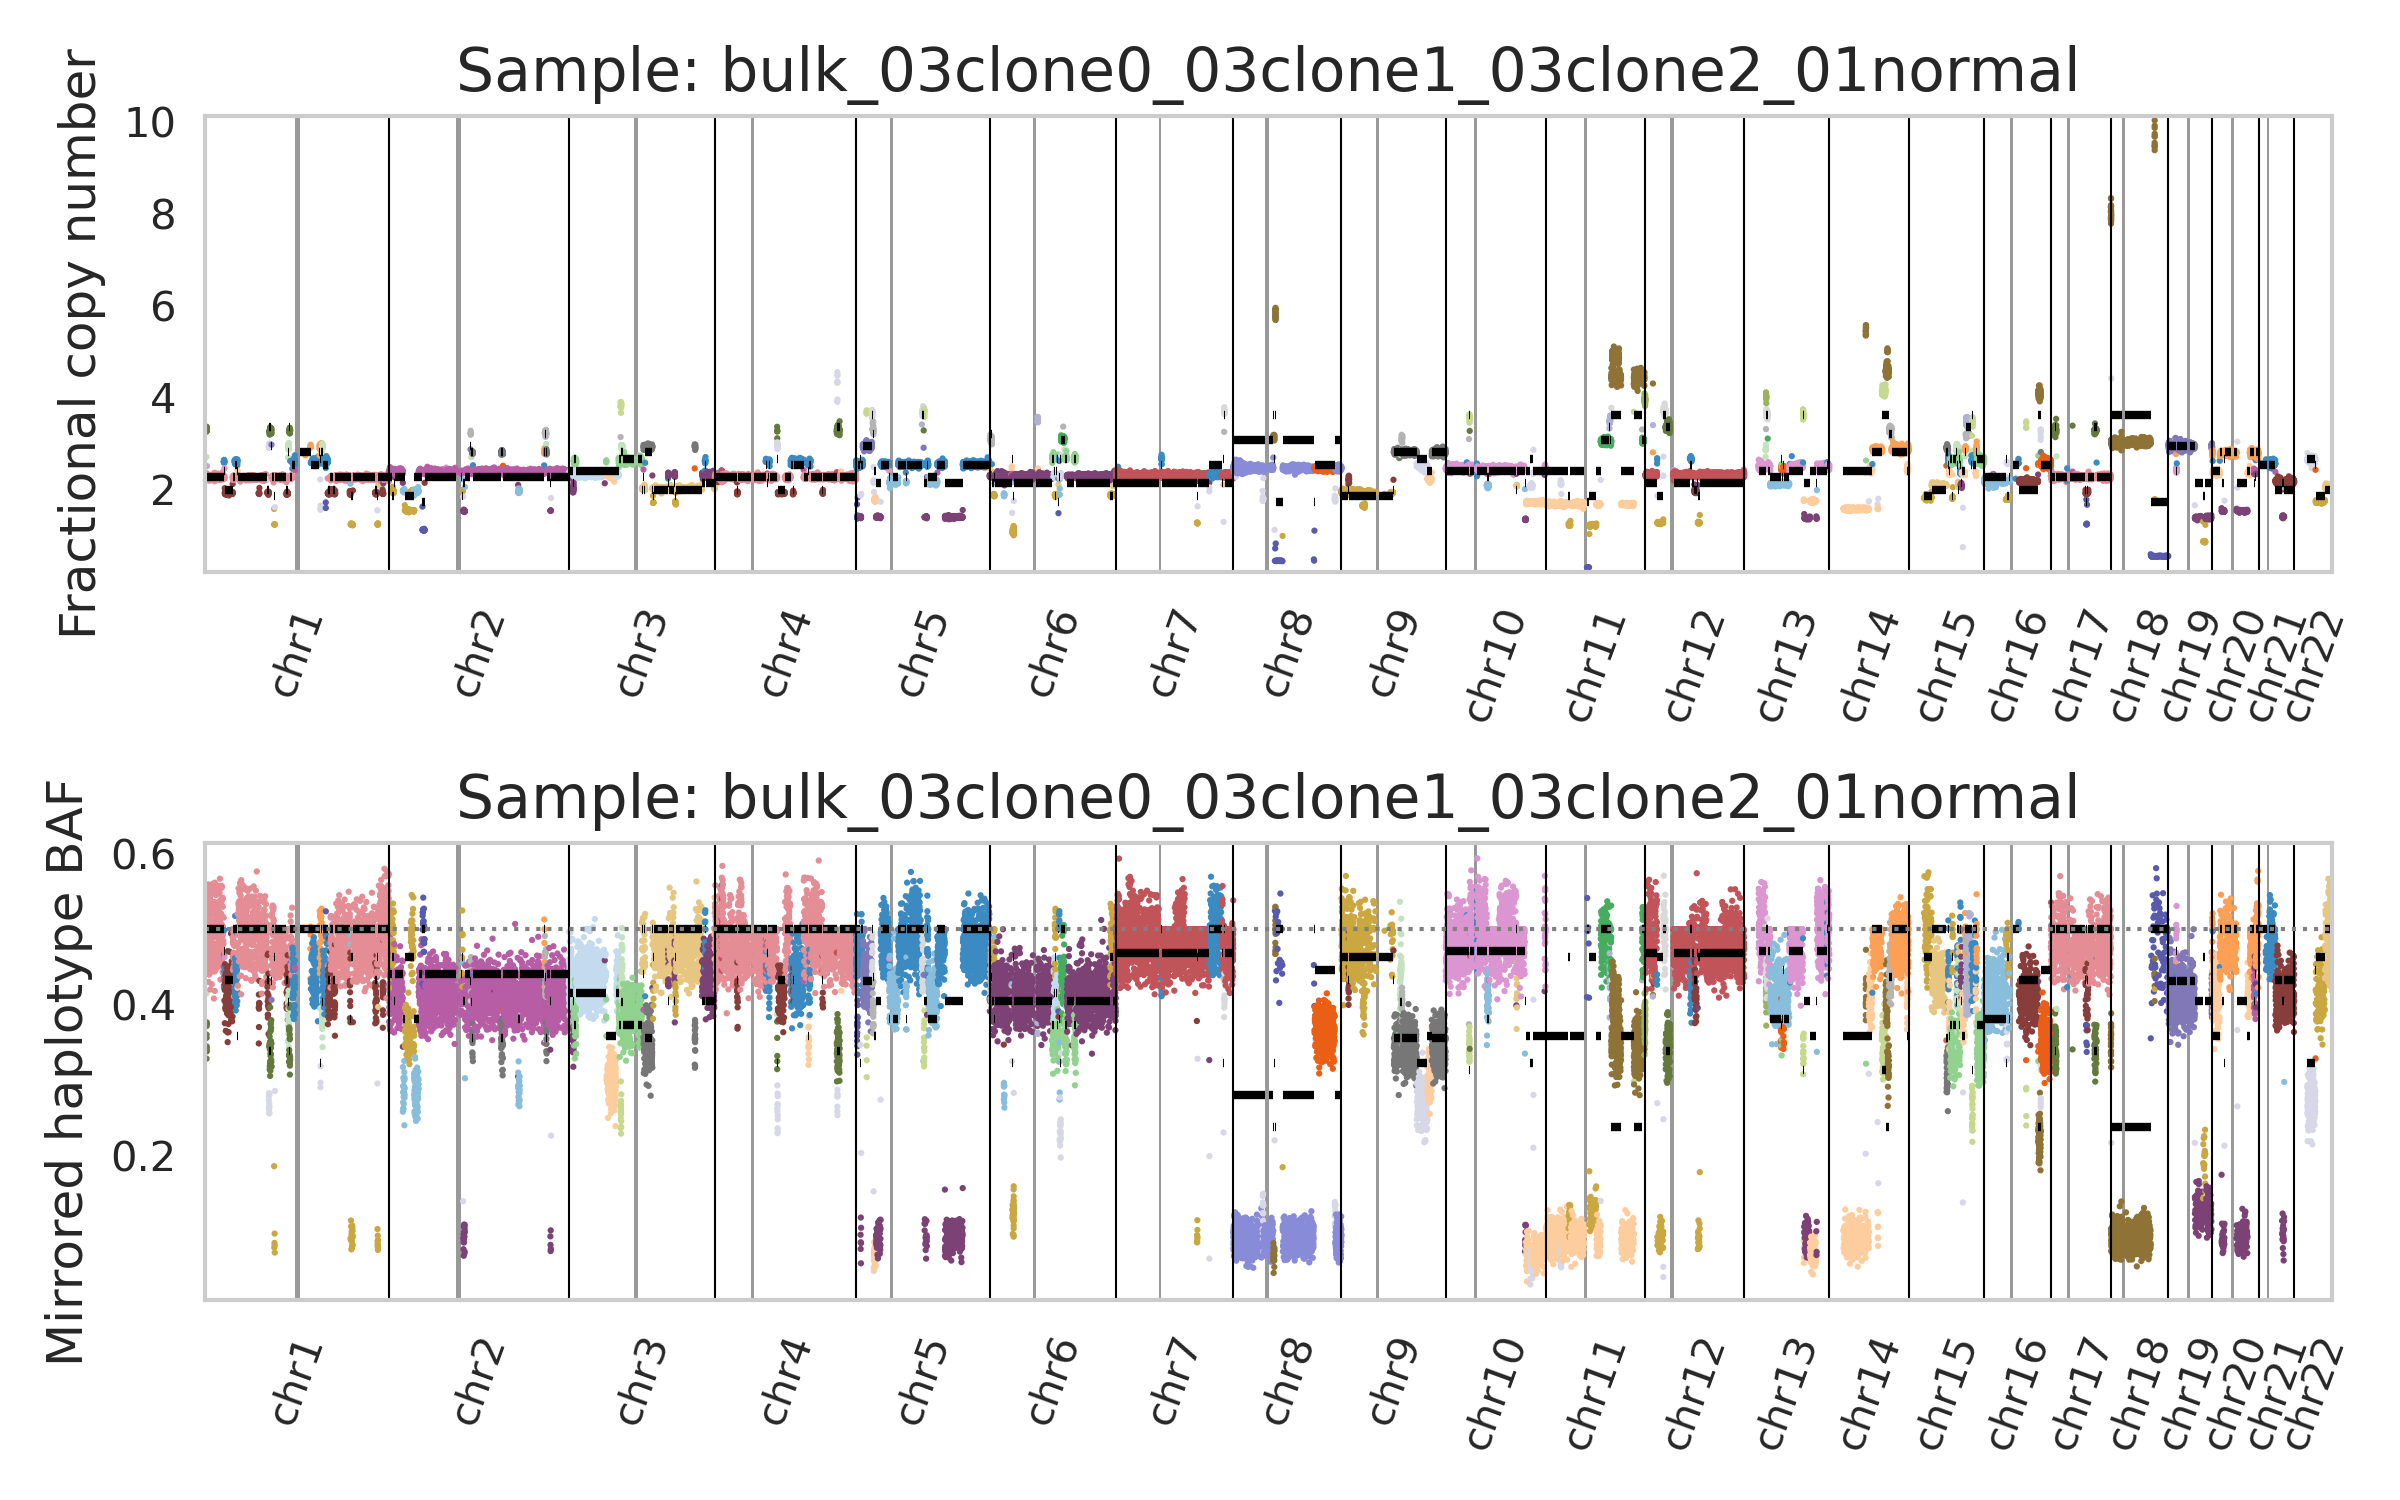 Sample: bulk_03clone0_03clone1_03clone2_01normal
Fractional copy number
10
8
6
4
2
chr1
chr2
chr3
chr4
chr5
chr6
chr7
chr8
chr9
chr10
chr11
chr12
chr13
chr14
chr15
chr16
chr17
chr18
chr19
chr20
chr21
chr22
Sample: bulk_03clone0_03clone1_03clone2_01normal
Mirrored haplotype BAF
0.6
0.4
0.2
chr1
chr2
chr3
chr4
chr5
chr6
chr7
chr8
chr9
chr10
chr11
chr12
chr13
chr14
chr15
chr16
chr17
chr18
chr19
chr20
chr21
chr22